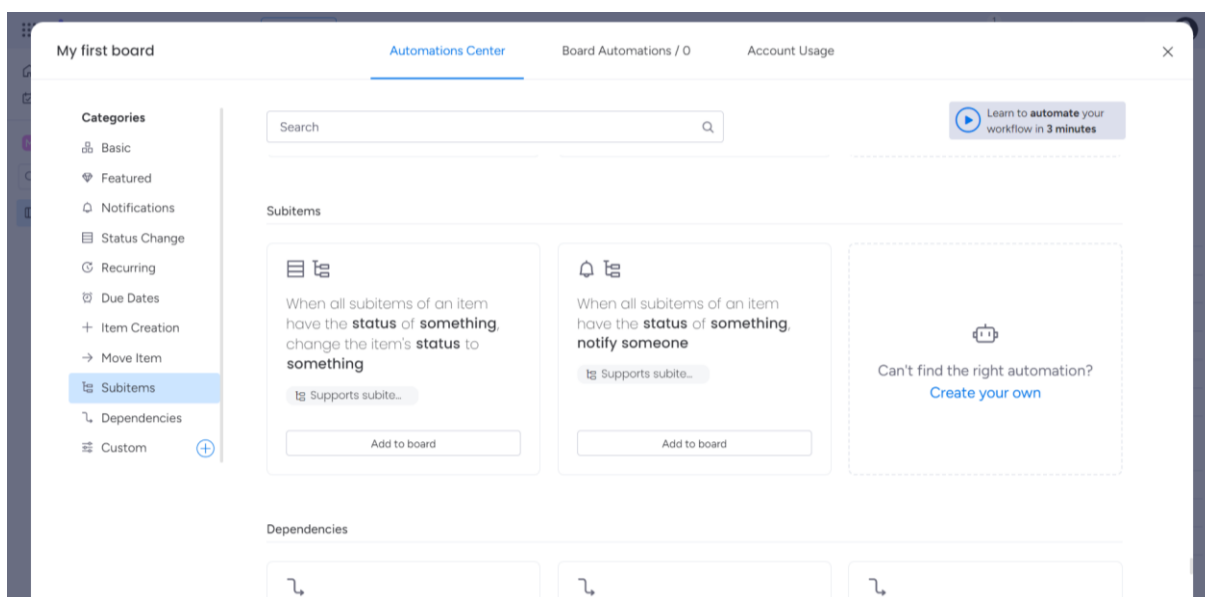 My first board
Automations Center
Board Automations / 0
Account Usage
Categories
Basic
Featured
Notifications
Status Change
Recurring
Due Dates
Item Creation
Move Item
Subitems
Dependencies
Custom
Search
Learn to automate your
workflow in 3 minutes
Subitems
When all subitems of an item
have the status of something,
change the item's status to
something
Supports subite...
Add to board
When all subitems of an item
have the status of something,
notify someone
Supports subite...
Add to board
Can't find the right automation?
Create your own
Dependencies